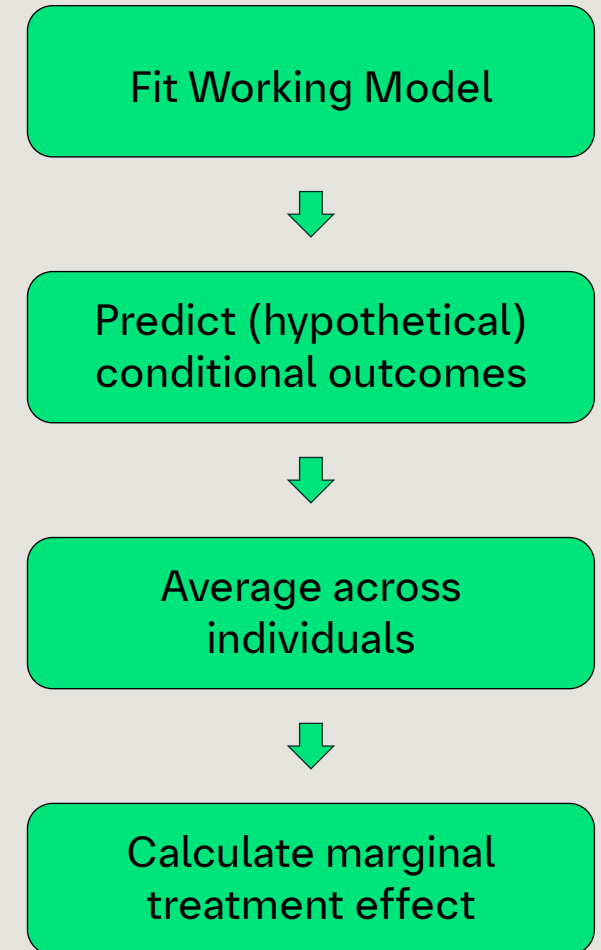 Fit Working Model
Predict (hypothetical)
conditional outcomes
Average across
individuals
Calculate marginal
treatment effect